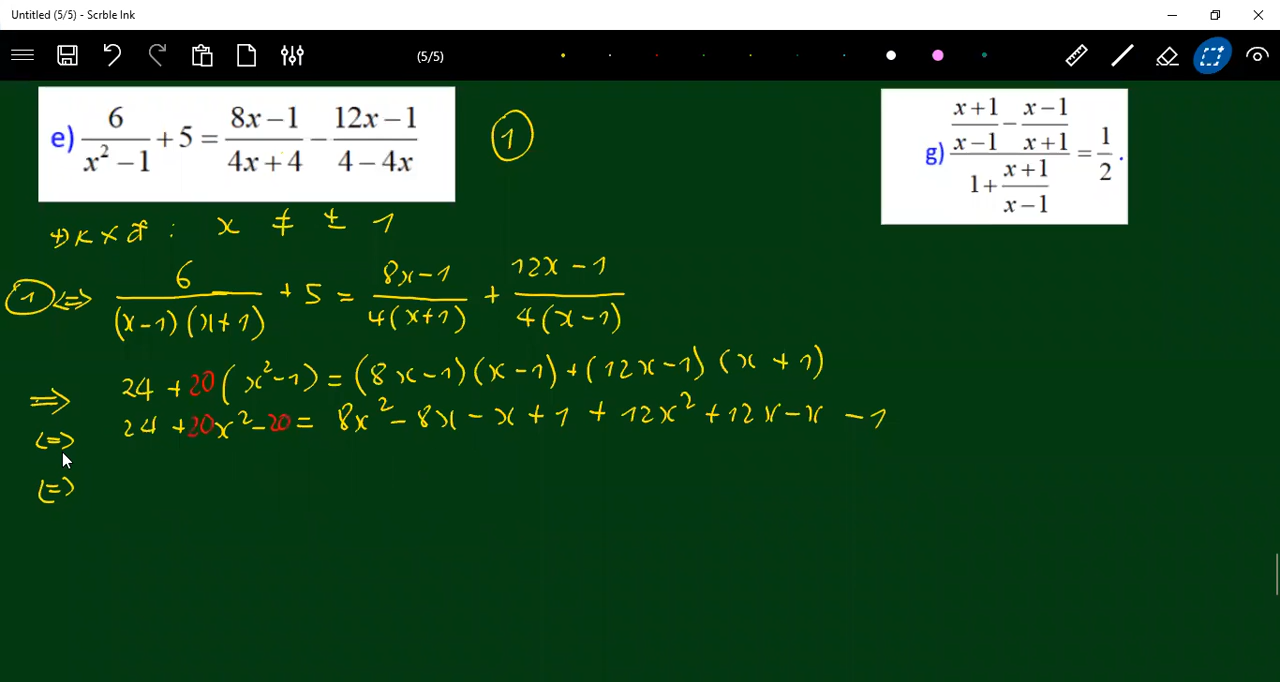 Untitled (5/5) - Scrble Ink
(5/5)
e) 6/(x² − 1) + 5 = (8x − 1)/(4x + 4) − (12x − 1)/(4 − 4x)
①
g) ((x+1)/(x−1) − (x−1)/(x+1))/(1 + (x+1)/(x−1)) = 1/2.
ĐKXĐ : x ≠ ± 1
① <=> 6/((x−1)(x+1)) + 5 = (8x−1)/(4(x+1)) + (12x−1)/(4(x−1))
=> 24 + 20(x²−1) = (8x−1)(x−1) + (12x−1)(x+1)
<=> 24 + 20x² − 20 = 8x² − 8x − x + 1 + 12x² + 12x − x − 1
<=>